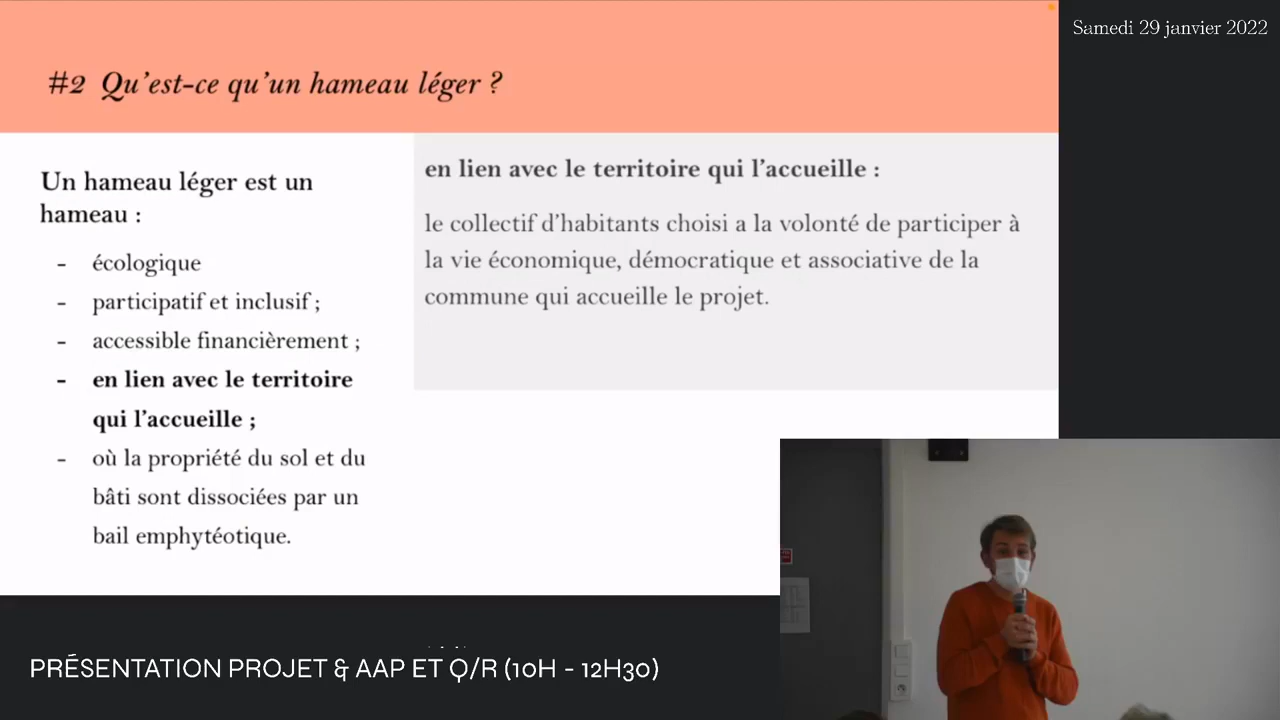 Samedi 29 janvier 2022
#2 Qu’est-ce qu’un hameau léger ?
Un hameau léger est un
hameau :
- écologique
- participatif et inclusif ;
- accessible financièrement ;
- en lien avec le territoire
qui l’accueille ;
- où la propriété du sol et du
bâti sont dissociées par un
bail emphytéotique.
en lien avec le territoire qui l’accueille :
le collectif d’habitants choisi a la volonté de participer à
la vie économique, démocratique et associative de la
commune qui accueille le projet.
PRÉSENTATION PROJET & AAP ET Q/R (10H - 12H30)